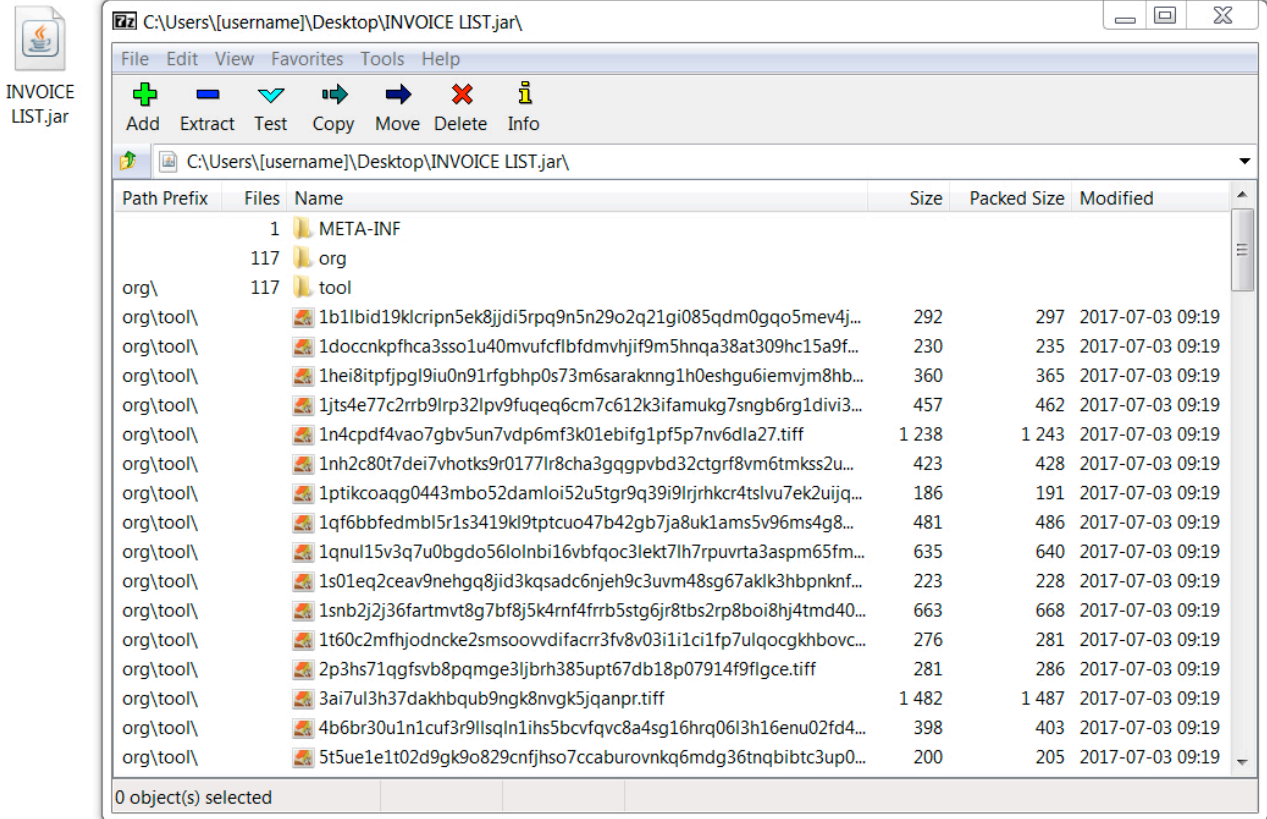 INVOICE
LIST.jar
7z C:\Users\[username]\Desktop\INVOICE LIST.jar\
File Edit View Favorites Tools Help
Add Extract Test Copy Move Delete Info
C:\Users\[username]\Desktop\INVOICE LIST.jar\
Path Prefix Files Name Size Packed Size Modified
1 META-INF
117 org
org\ 117 tool
org\tool\ 1b1lbid19klcripn5ek8jjdi5rpq9n5n29o2q21gi085qdm0gqo5mev4j... 292 297 2017-07-03 09:19
org\tool\ 1doccnkpfhca3sso1u40mvufcflbfdmvhjif9m5hnqa38at309hc15a9f... 230 235 2017-07-03 09:19
org\tool\ 1hei8itpfjpgl9iu0n91rfgbhp0s73m6saraknng1h0eshgu6iemvjm8hb... 360 365 2017-07-03 09:19
org\tool\ 1jts4e77c2rrb9lrp32lpv9fuqeq6cm7c612k3ifamukg7sngb6rg1divi3... 457 462 2017-07-03 09:19
org\tool\ 1n4cpdf4vao7gbv5un7vdp6mf3k01ebifg1pf5p7nv6dla27.tiff 1 238 1 243 2017-07-03 09:19
org\tool\ 1nh2c80t7dei7vhotks9r0177lr8cha3gqgpvbd32ctgrf8vm6tmkss2u... 423 428 2017-07-03 09:19
org\tool\ 1ptikcoaqg0443mbo52damloi52u5tgr9q39i9lrjrhkcr4tslvu7ek2uijq... 186 191 2017-07-03 09:19
org\tool\ 1qf6bbfedmbl5r1s3419kl9tptcuo47b42gb7ja8uk1ams5v96ms4g8... 481 486 2017-07-03 09:19
org\tool\ 1qnul15v3q7u0bgdo56lolnbi16vbfqoc3lekt7lh7rpuvrta3aspm65fm... 635 640 2017-07-03 09:19
org\tool\ 1s01eq2ceav9nehgq8jid3kqsadc6njeh9c3uvm48sg67aklk3hbpnknf... 223 228 2017-07-03 09:19
org\tool\ 1snb2j2j36fartmvt8g7bf8j5k4rnf4frrb5stg6jr8tbs2rp8boi8hj4tmd40... 663 668 2017-07-03 09:19
org\tool\ 1t60c2mfhjodncke2smsoovvdifacrr3fv8v03i1i1ci1fp7ulqocgkhbovc... 276 281 2017-07-03 09:19
org\tool\ 2p3hs71qgfsvb8pqmge3ljbrh385upt67db18p07914f9flgce.tiff 281 286 2017-07-03 09:19
org\tool\ 3ai7ul3h37dakhbqub9ngk8nvgk5jqanpr.tiff 1 482 1 487 2017-07-03 09:19
org\tool\ 4b6br30u1n1cuf3r9llsqln1ihs5bcvfqvc8a4sg16hrq06l3h16enu02fd4... 398 403 2017-07-03 09:19
org\tool\ 5t5ue1e1t02d9gk9o829cnfjhso7ccaburovnkq6mdg36tnqbibtc3up0... 200 205 2017-07-03 09:19
0 object(s) selected